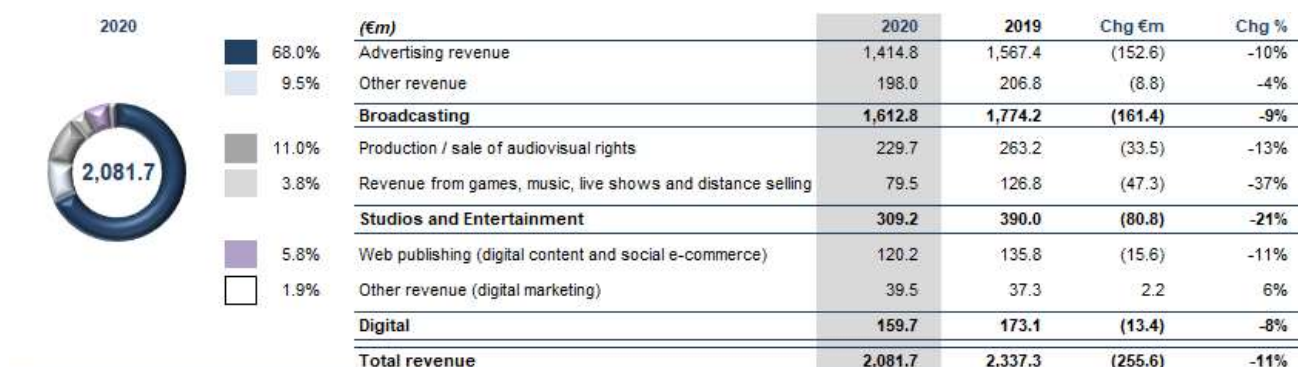 2020 (€m) 2020 2019 Chg €m Chg %
68.0% Advertising revenue 1,414.8 1,567.4 (152.6) -10%
9.5% Other revenue 198.0 206.8 (8.8) -4%
Broadcasting 1,612.8 1,774.2 (161.4) -9%
11.0% Production / sale of audiovisual rights 229.7 263.2 (33.5) -13%
2,081.7
3.8% Revenue from games, music, live shows and distance selling 79.5 126.8 (47.3) -37%
Studios and Entertainment 309.2 390.0 (80.8) -21%
5.8% Web publishing (digital content and social e-commerce) 120.2 135.8 (15.6) -11%
1.9% Other revenue (digital marketing) 39.5 37.3 2.2 6%
Digital 159.7 173.1 (13.4) -8%
Total revenue 2,081.7 2,337.3 (255.6) -11%